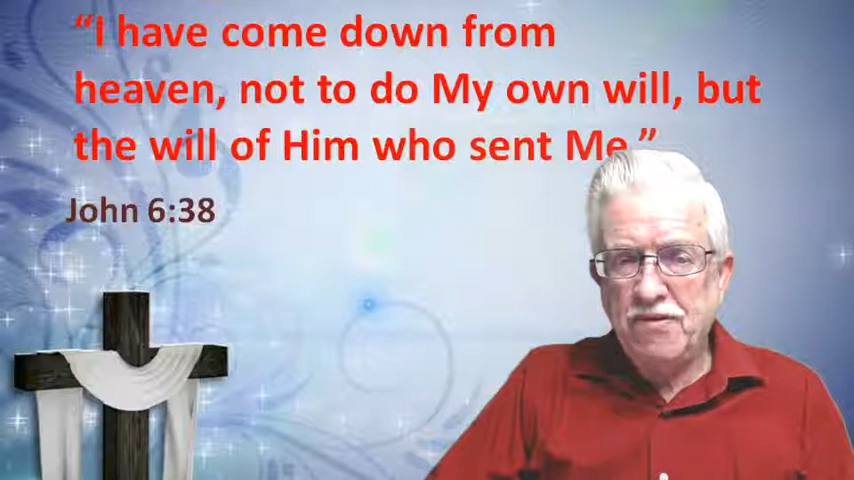 “I have come down from
heaven, not to do My own will, but
the will of Him who sent Me.”
John 6:38